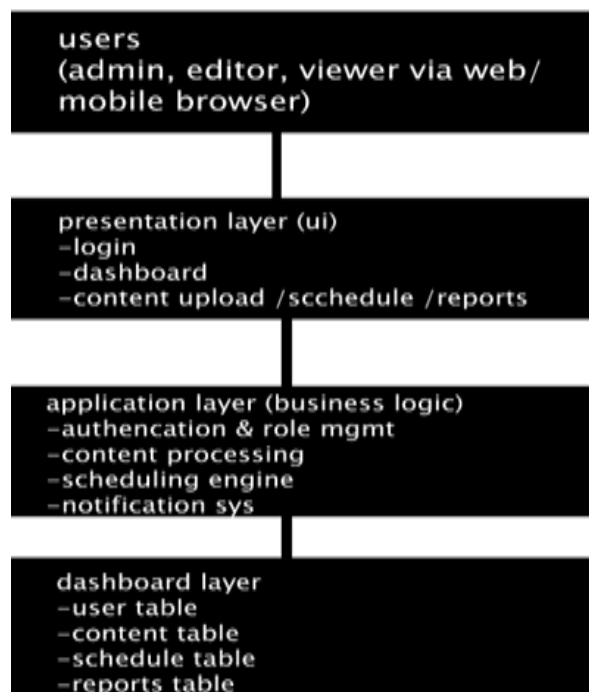 users
(admin, editor, viewer via web/
mobile browser)
presentation layer (ui)
-login
-dashboard
-content upload /scchedule /reports
application layer (business logic)
-authencation & role mgmt
-content processing
-scheduling engine
-notification sys
dashboard layer
-user table
-content table
-schedule table
-reports table